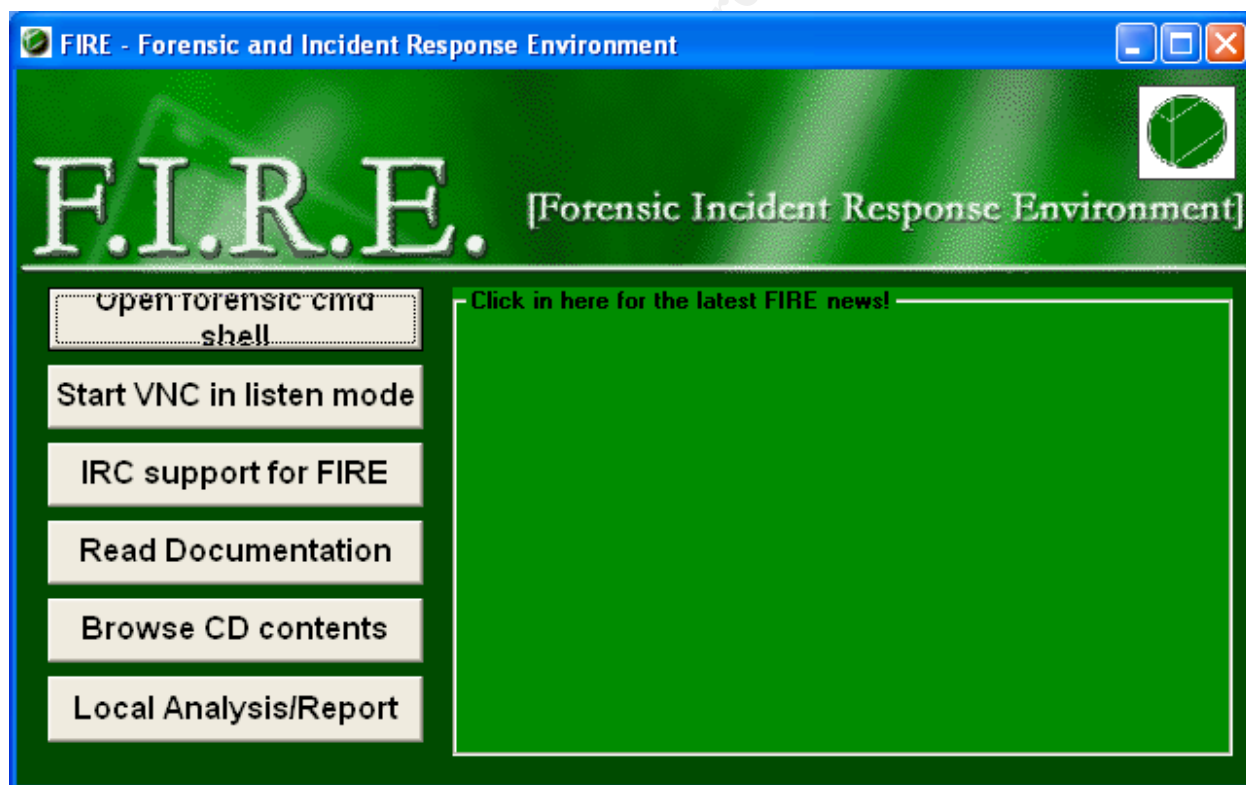 FIRE - Forensic and Incident Response Environment
F.I.R.E.
[Forensic Incident Response Environment]
Open forensic cmd
shell
Click in here for the latest FIRE news!
Start VNC in listen mode
IRC support for FIRE
Read Documentation
Browse CD contents
Local Analysis/Report